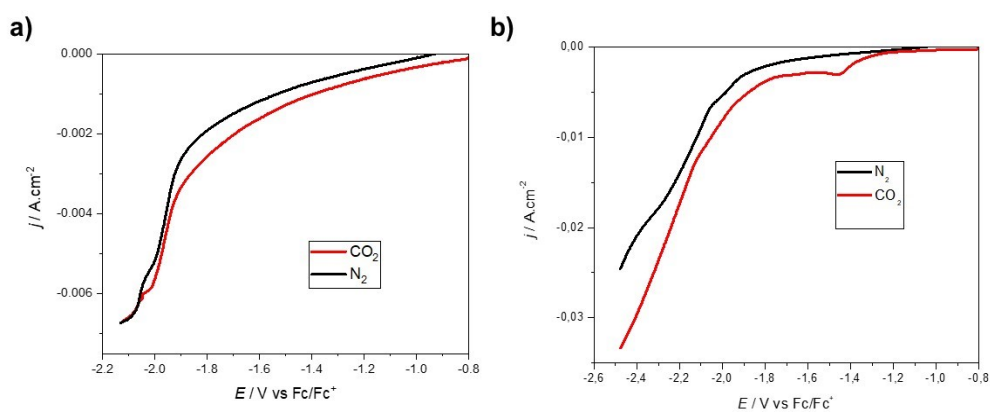 a)
0.000
-0.002
-0.004
-0.006
j / A.cm⁻²
CO₂
N₂
-2.2 -2.0 -1.8 -1.6 -1.4 -1.2 -1.0 -0.8
E / V vs Fc/Fc⁺
b)
0,00
-0,01
-0,02
-0,03
j / A.cm⁻²
N₂
CO₂
-2,6 -2,4 -2,2 -2,0 -1,8 -1,6 -1,4 -1,2 -1,0 -0,8
E / V vs Fc/Fc⁺